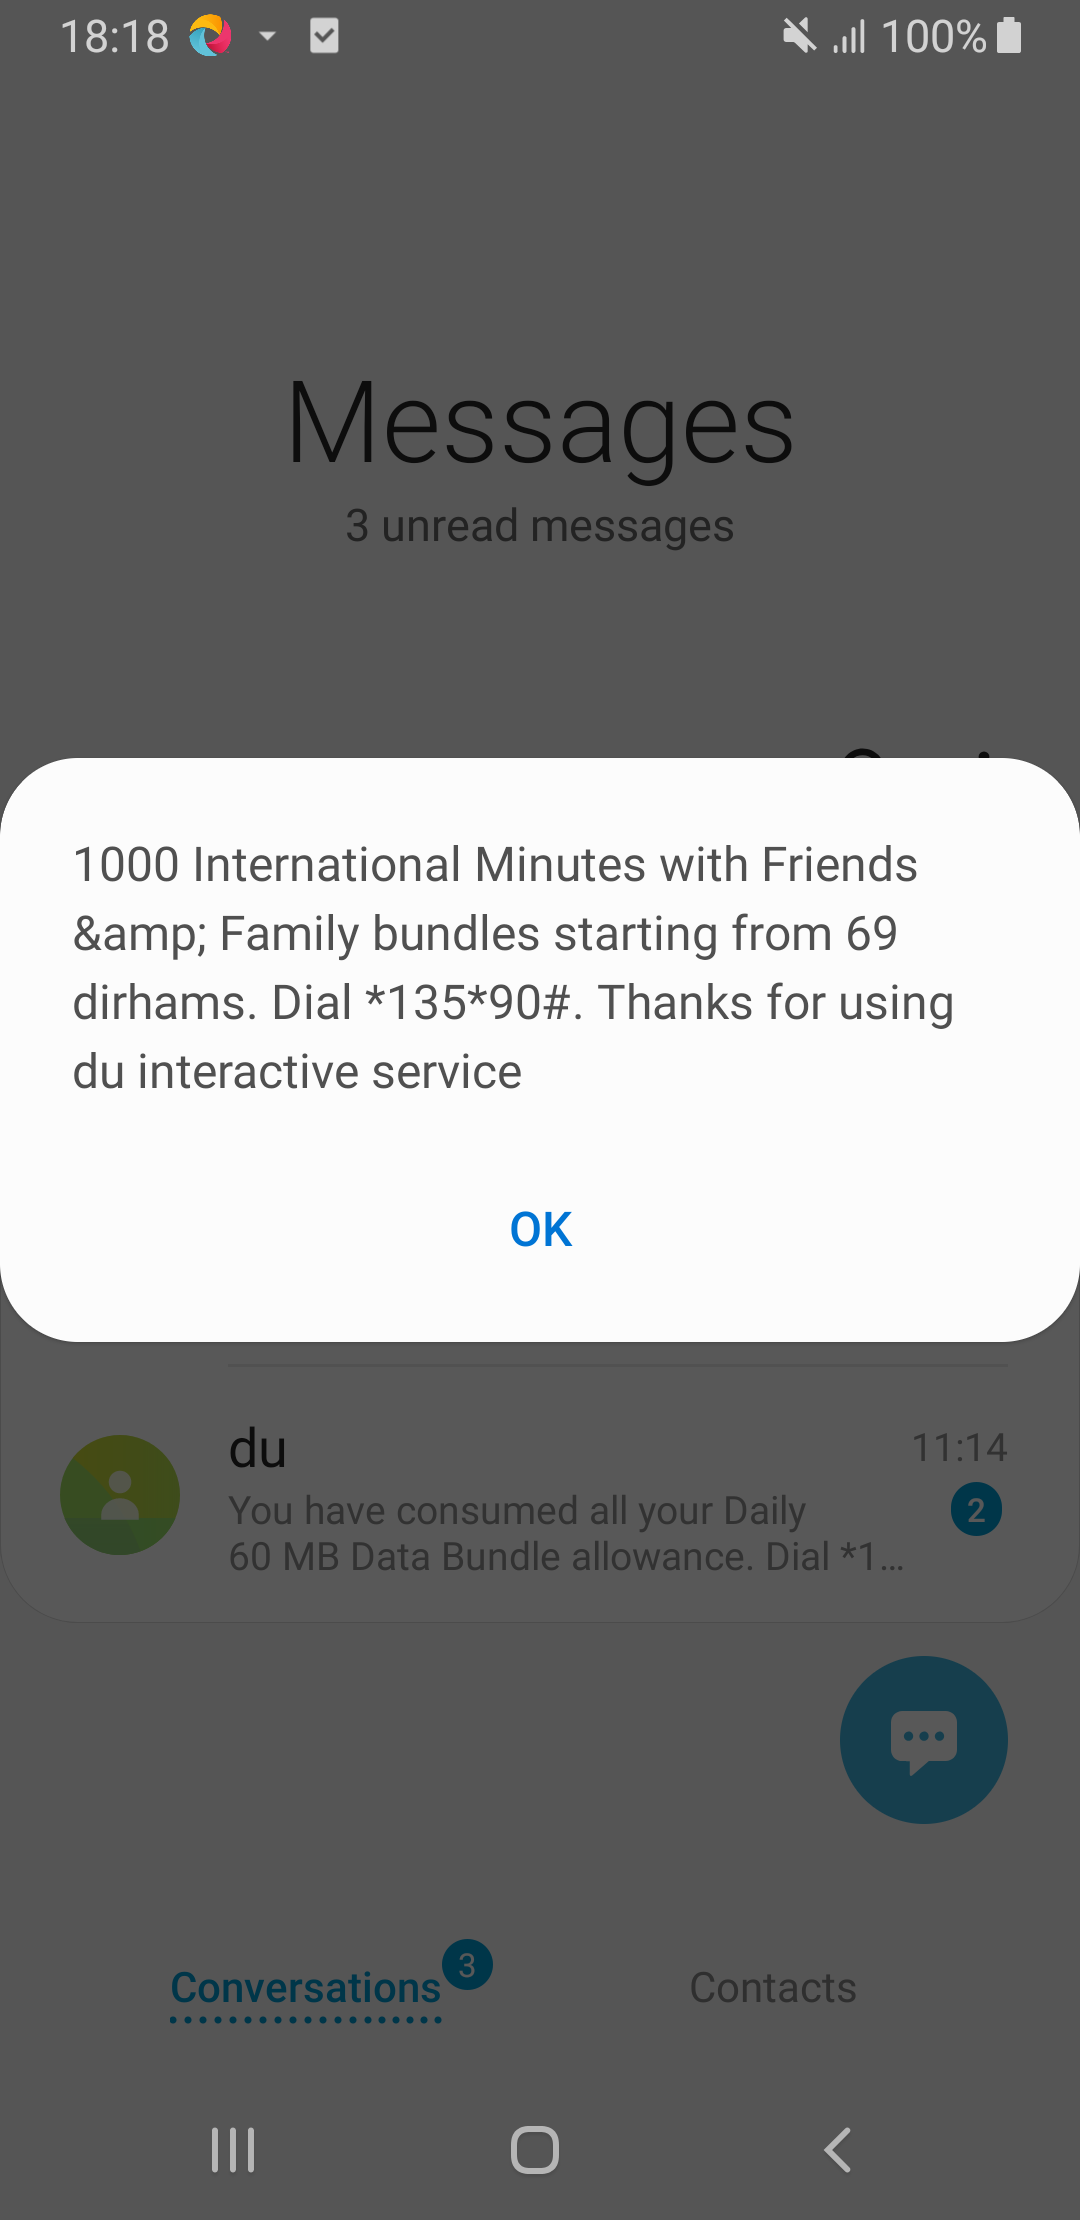 18:18
100%
Messages
3 unread messages
1000 International Minutes with Friends
&amp; Family bundles starting from 69
dirhams. Dial *135*90#. Thanks for using
du interactive service
OK
du
11:14
You have consumed all your Daily
2
60 MB Data Bundle allowance. Dial *1…
Conversations
3
Contacts